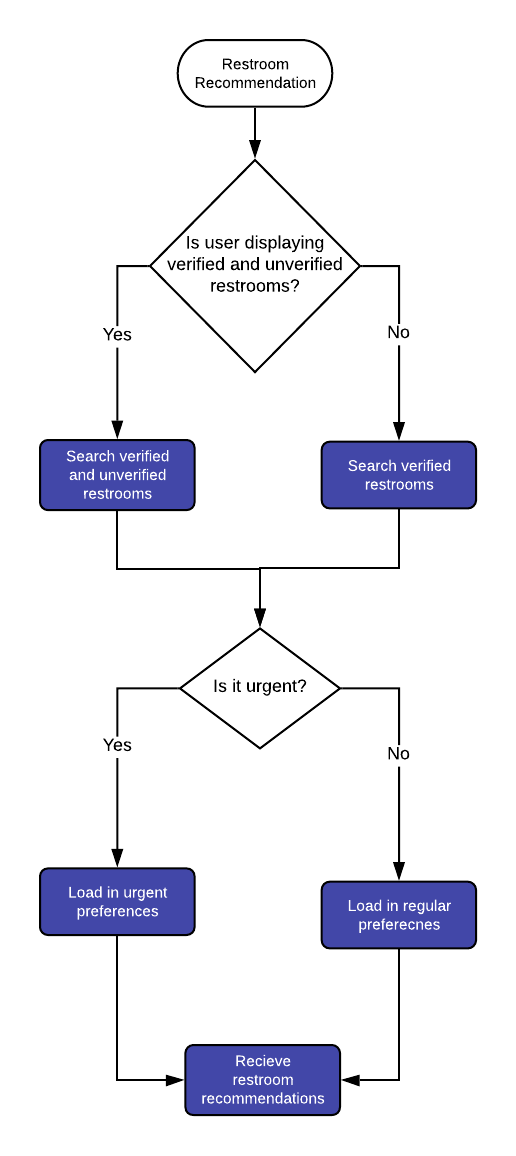 Restroom
Recommendation
Is user displaying
verified and unverified
restrooms?
Yes
No
Search verified
and unverified
restrooms
Search verified
restrooms
Is it urgent?
Yes
No
Load in urgent
preferences
Load in regular
preferecnes
Recieve
restroom
recommendations